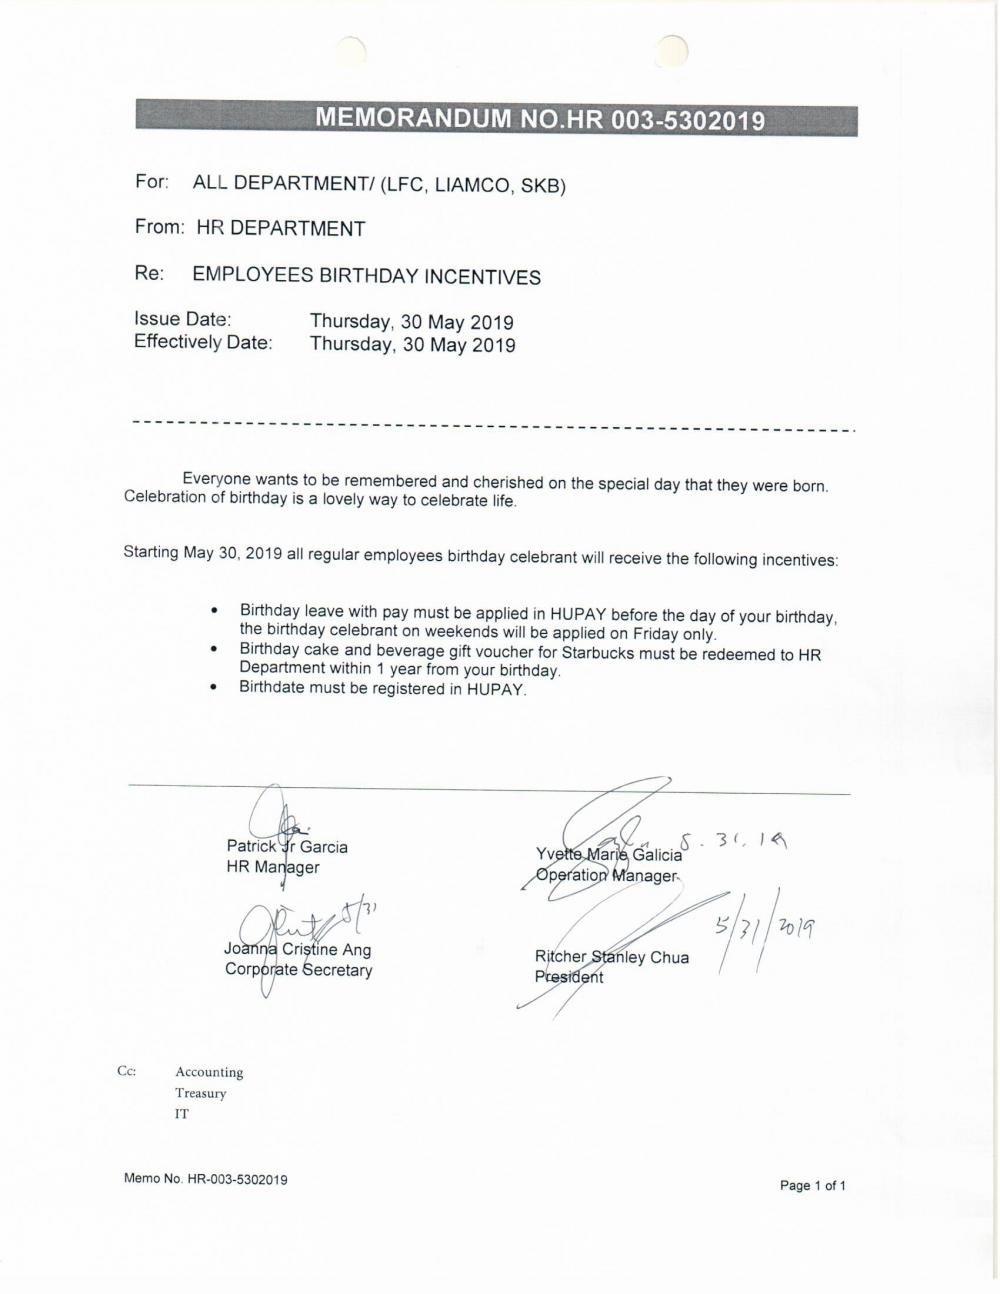 MEMORANDUM NO.HR 003-5302019
For: ALL DEPARTMENT/ (LFC, LIAMCO, SKB)
From: HR DEPARTMENT
Re: EMPLOYEES BIRTHDAY INCENTIVES
Issue Date: Thursday, 30 May 2019
Effectively Date: Thursday, 30 May 2019
Everyone wants to be remembered and cherished on the special day that they were born.
Celebration of birthday is a lovely way to celebrate life.
Starting May 30, 2019 all regular employees birthday celebrant will receive the following incentives:
• Birthday leave with pay must be applied in HUPAY before the day of your birthday,
the birthday celebrant on weekends will be applied on Friday only.
• Birthday cake and beverage gift voucher for Starbucks must be redeemed to HR
Department within 1 year from your birthday.
• Birthdate must be registered in HUPAY.
Patrick Jr Garcia
HR Manager
5.31.19
Yvette Marie Galicia
Operation Manager
5/31
Joanna Cristine Ang
Corporate Secretary
5/31/2019
Ritcher Stanley Chua
President
Cc: Accounting
Treasury
IT
Memo No. HR-003-5302019
Page 1 of 1